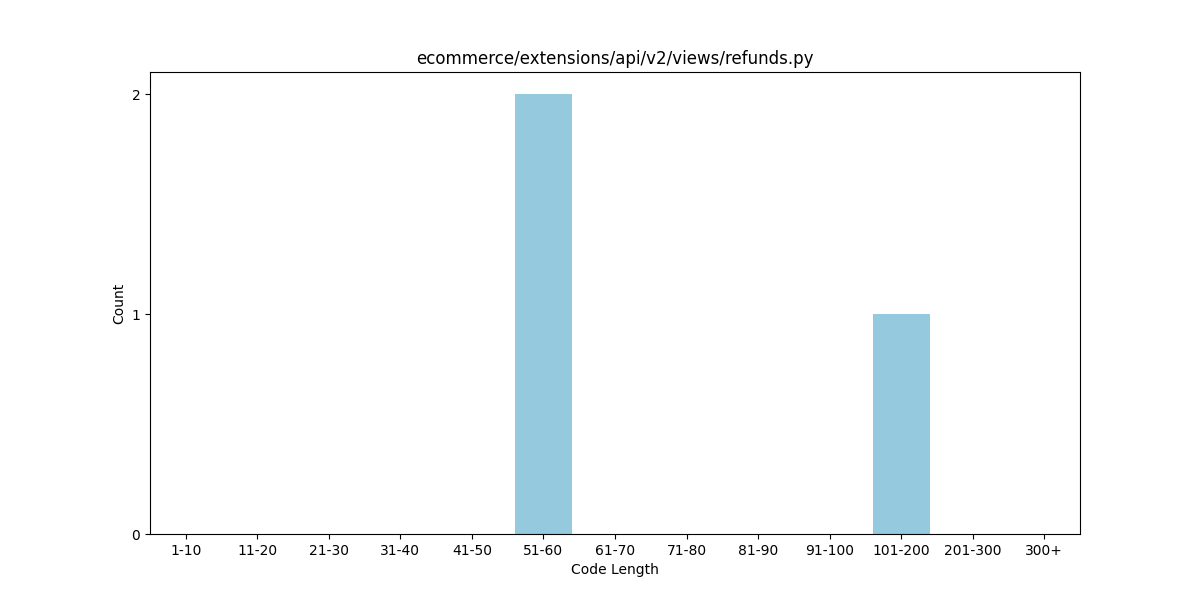 ecommerce/extensions/api/v2/views/refunds.py
2
1
0
Count
1-10 11-20 21-30 31-40 41-50 51-60 61-70 71-80 81-90 91-100 101-200 201-300 300+
Code Length